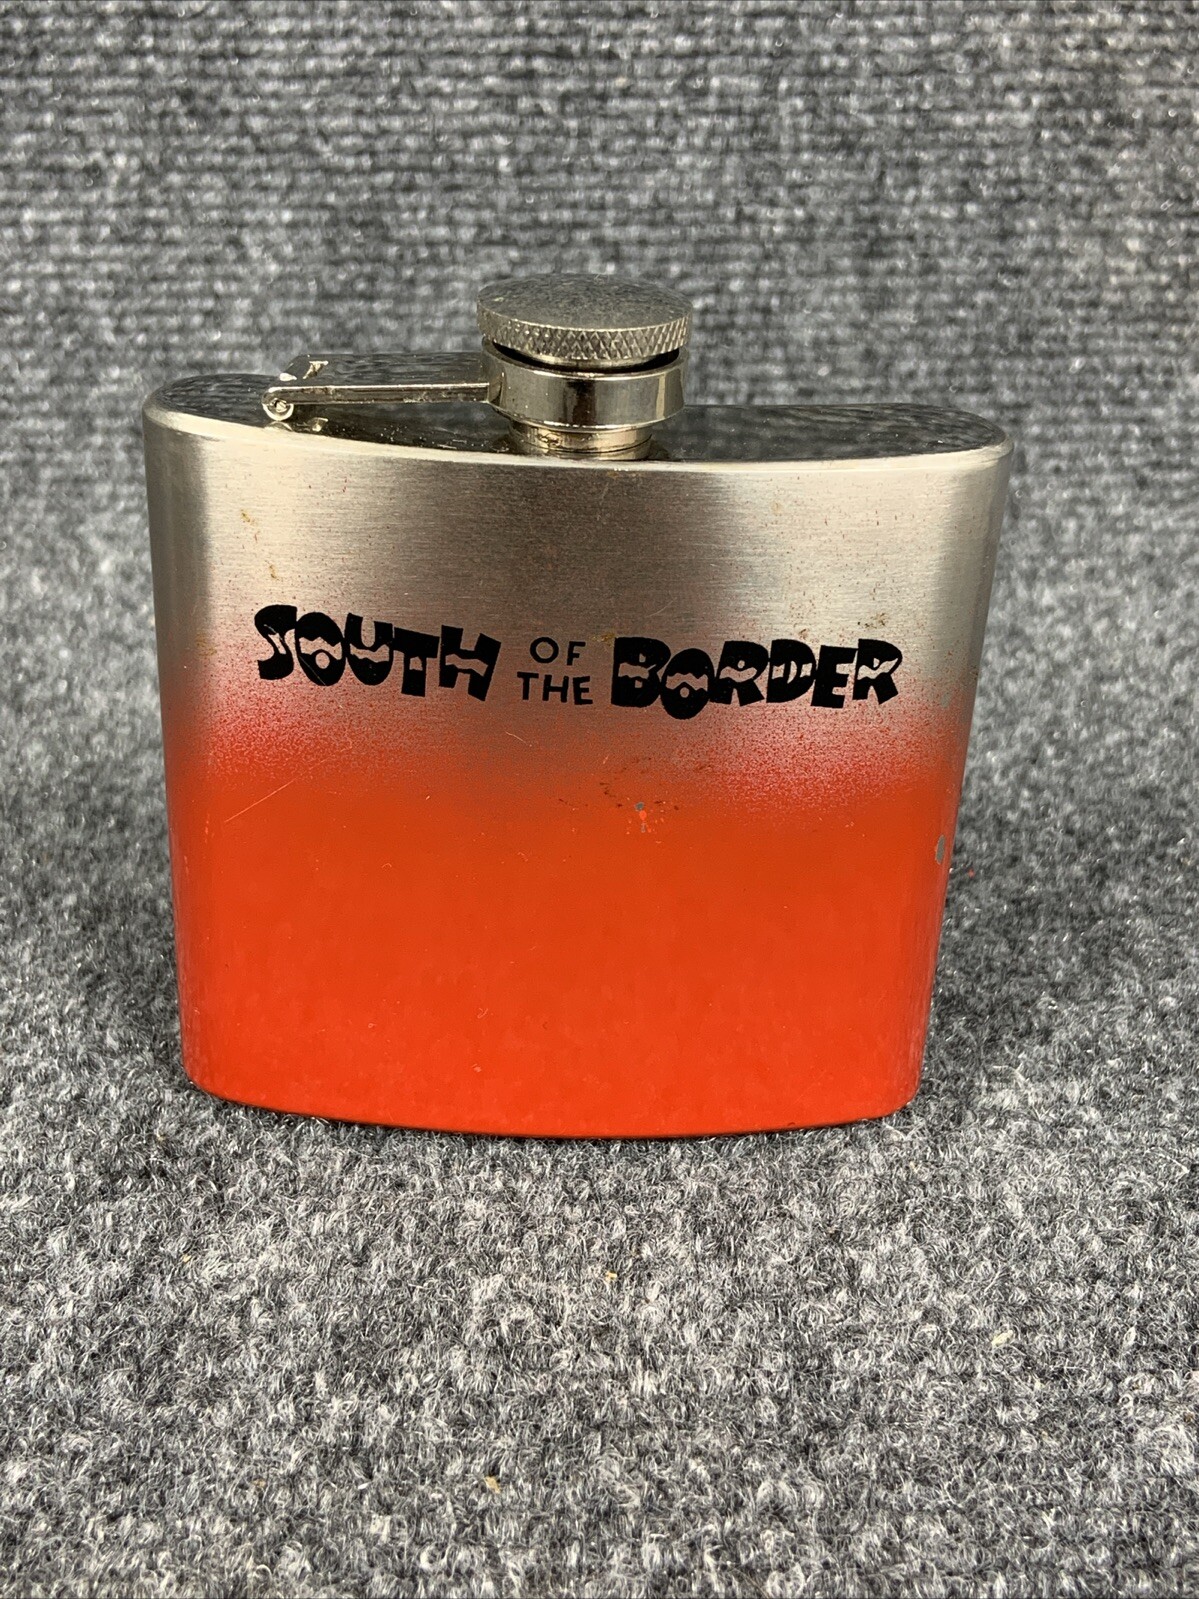 SOUTH OF THE BORDER